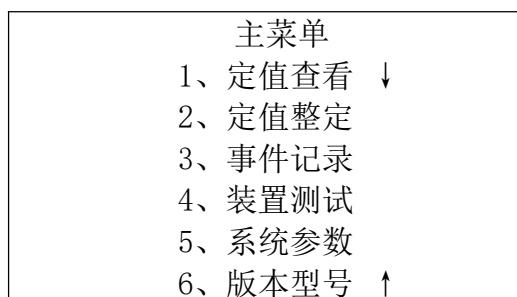 主菜单
1、定值查看 ↓
2、定值整定
3、事件记录
4、装置测试
5、系统参数
6、版本型号 ↑